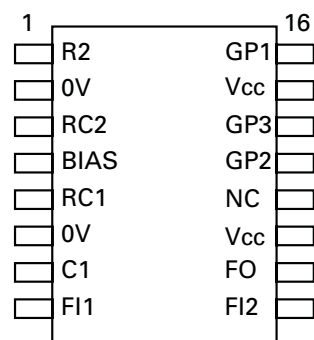 1 16
R2 GP1
0V Vcc
RC2 GP3
BIAS GP2
RC1 NC
0V Vcc
C1 FO
FI1 FI2